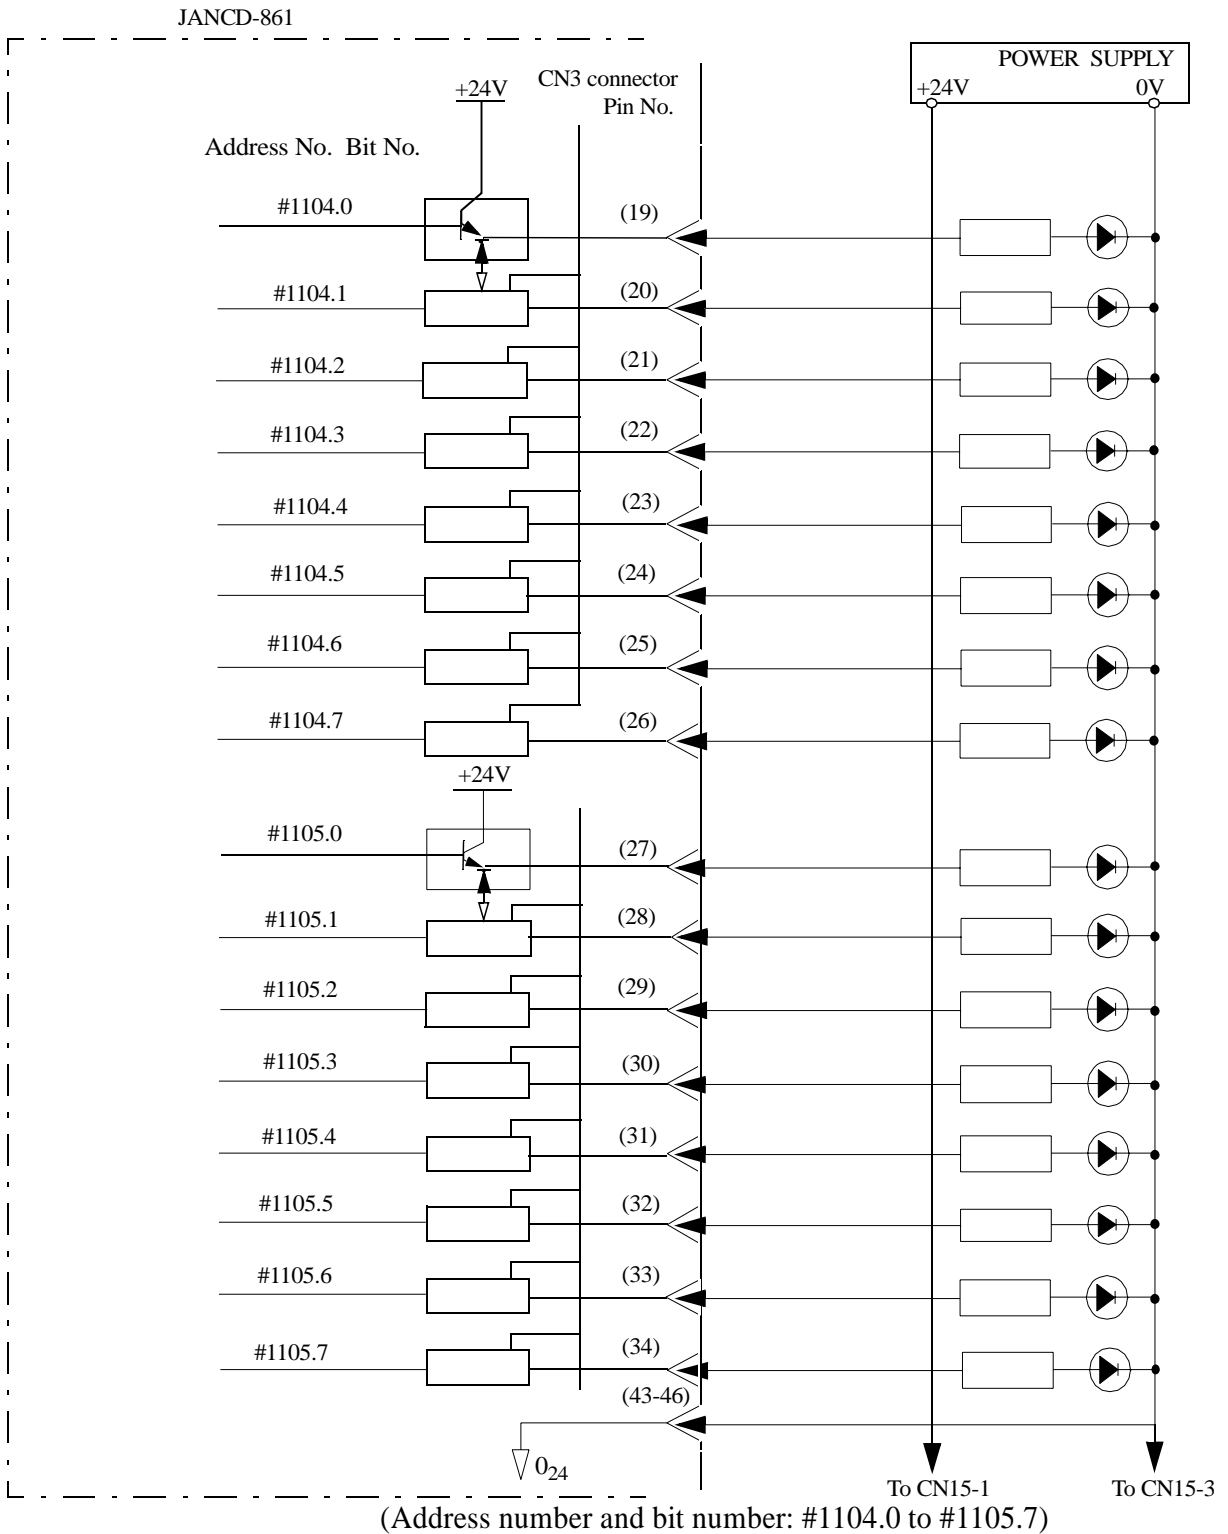 JANCD-861
POWER SUPPLY
+24V 0V
CN3 connector
Pin No.
+24V
Address No. Bit No.
#1104.0 (19)
#1104.1 (20)
#1104.2 (21)
#1104.3 (22)
#1104.4 (23)
#1104.5 (24)
#1104.6 (25)
#1104.7 (26)
+24V
#1105.0 (27)
#1105.1 (28)
#1105.2 (29)
#1105.3 (30)
#1105.4 (31)
#1105.5 (32)
#1105.6 (33)
#1105.7 (34)
(43-46)
024
To CN15-1 To CN15-3
(Address number and bit number: #1104.0 to #1105.7)